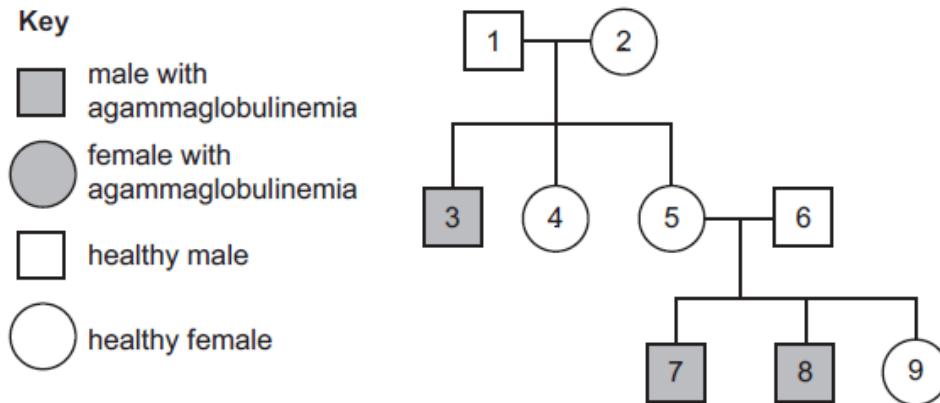 Key
male with
agammaglobulinemia
female with
agammaglobulinemia
healthy male
healthy female
1 2
3 4 5 6
7 8 9